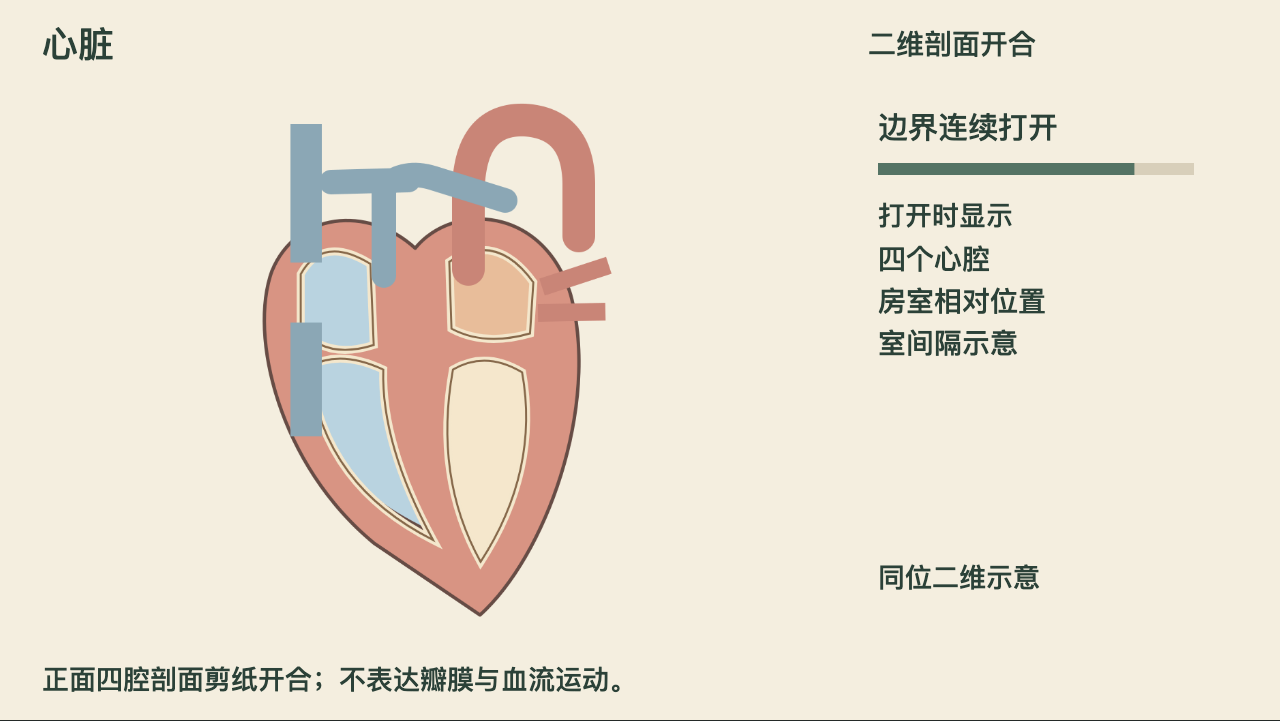 心脏
二维剖面开合
边界连续打开
打开时显示
四个心腔
房室相对位置
室间隔示意
同位二维示意
正面四腔剖面剪纸开合；不表达瓣膜与血流运动。